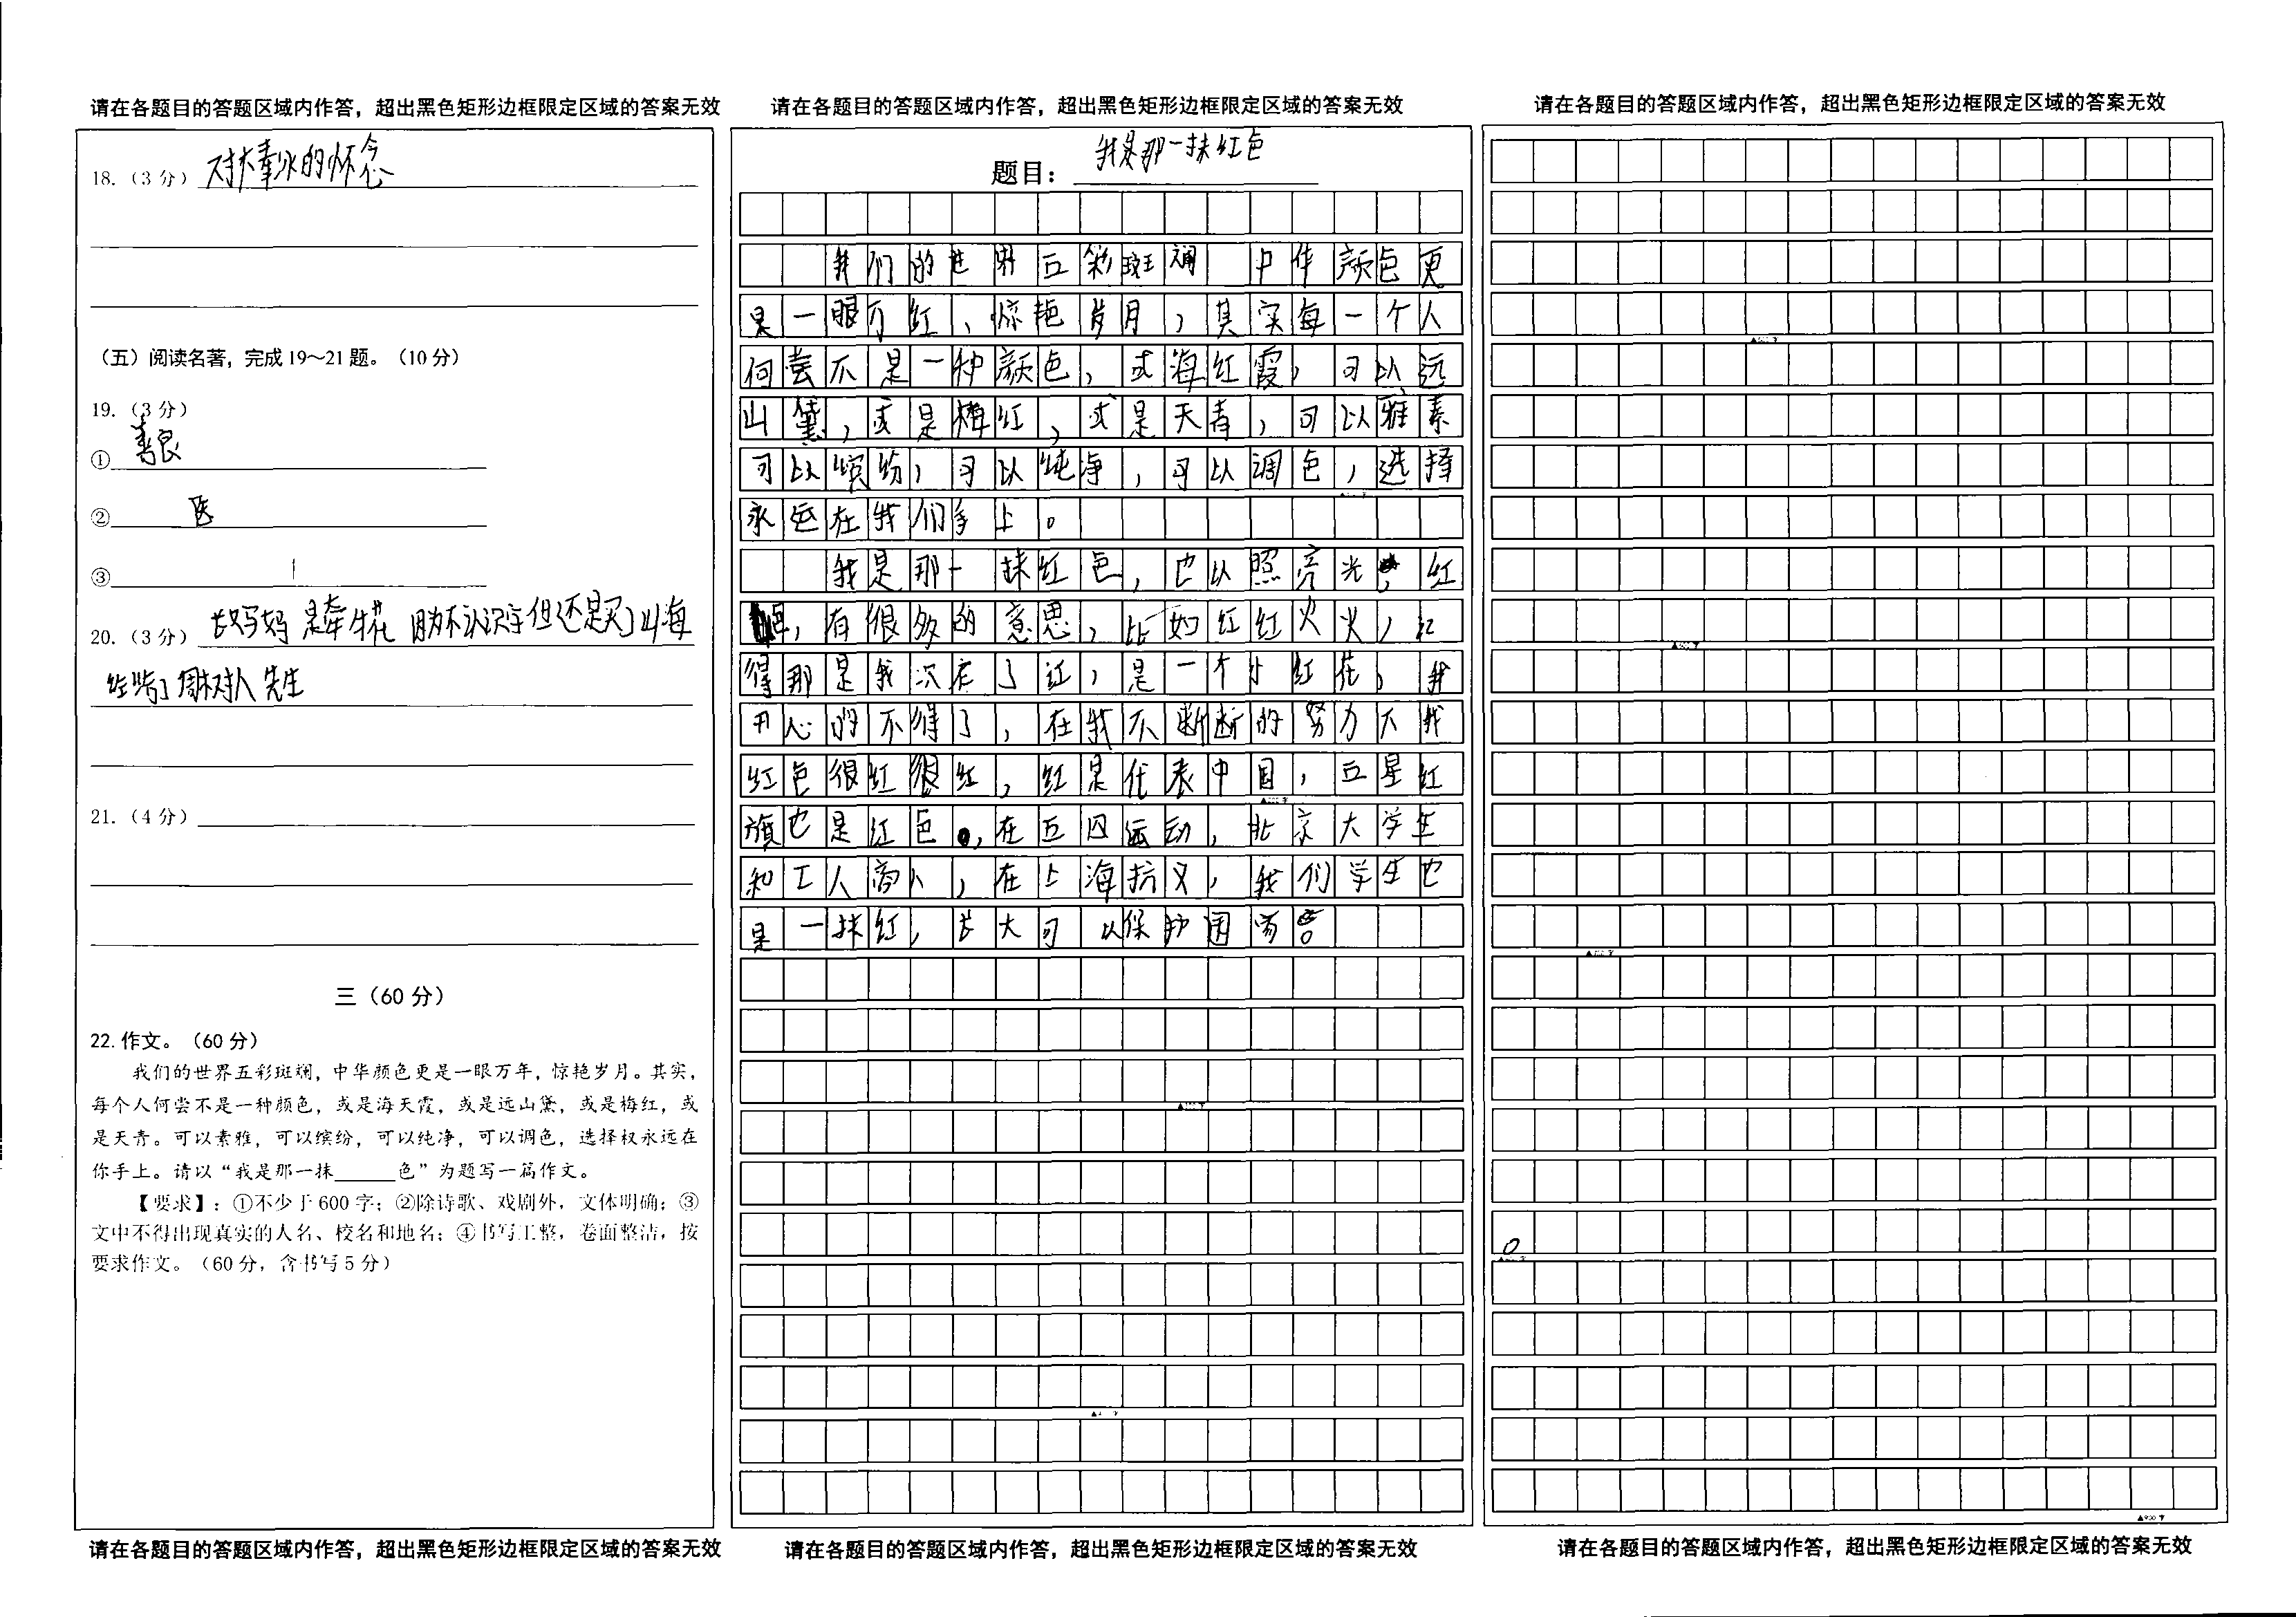 请在各题目的答题区域内作答，超出黑色矩形边框限定区域的答案无效
18.（3 分）对挑水的怀念
（五）阅读名著，完成 19～21 题。（10 分）
19.（3 分）
① 善良
② 医
③
20.（3 分）长妈妈 是牵牛花 因为不认识字但还是买了山海
21.（4 分）
三（60 分）
22.作文。（60 分）
我们的世界五彩斑斓，中华颜色更是一眼万年，惊艳岁月。其实，
每个人何尝不是一种颜色，或是海天霞，或是远山黛，或是梅红，或
是天青。可以素雅，可以缤纷，可以纯净，可以调色，选择权永远在
你手上。请以“我是那一抹______色”为题写一篇作文。
【要求】：①不少于 600 字；②除诗歌、戏剧外，文体明确；③
文中不得出现真实的人名、校名和地名；④书写工整，卷面整洁，按
要求作文。（60 分，含书写 5 分）
请在各题目的答题区域内作答，超出黑色矩形边框限定区域的答案无效
请在各题目的答题区域内作答，超出黑色矩形边框限定区域的答案无效
题目：我是那一抹红色
我们的世界五彩斑斓 中华颜色更
是一眼万红，惊艳岁月，其实每一个人
何尝不是一种颜色，或海红霞，可以远
山黛，或是梅红，或是天青，可以雅素
可以缤纷，可以纯净，可以调色，选择
永远在我们手上。
我是那一抹红色，也以照亮光，红
色，有很多的意思，比如红红火火，记
得那是我次在了红，是一个小红花，我
开心的不得了，在我不断断的努力下我
红色很红很红，红是代表中国，五星红
旗也是红色，在五四运动，北京大学生
和工人商人，在上海抗义，我们学生也
是一抹红，长大可以保护国家。
请在各题目的答题区域内作答，超出黑色矩形边框限定区域的答案无效
请在各题目的答题区域内作答，超出黑色矩形边框限定区域的答案无效
0
▲900 字
请在各题目的答题区域内作答，超出黑色矩形边框限定区域的答案无效